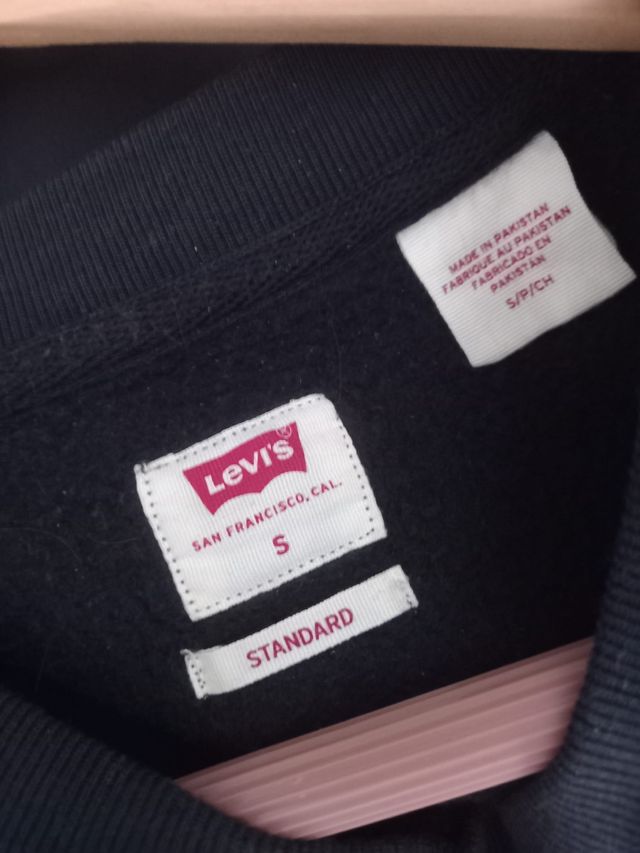 MADE IN PAKISTAN
FABRIQUE AU PAKISTAN
FABRICADO EN
PAKISTAN
S/P/CH
Levi's®
SAN FRANCISCO, CAL.
S
STANDARD